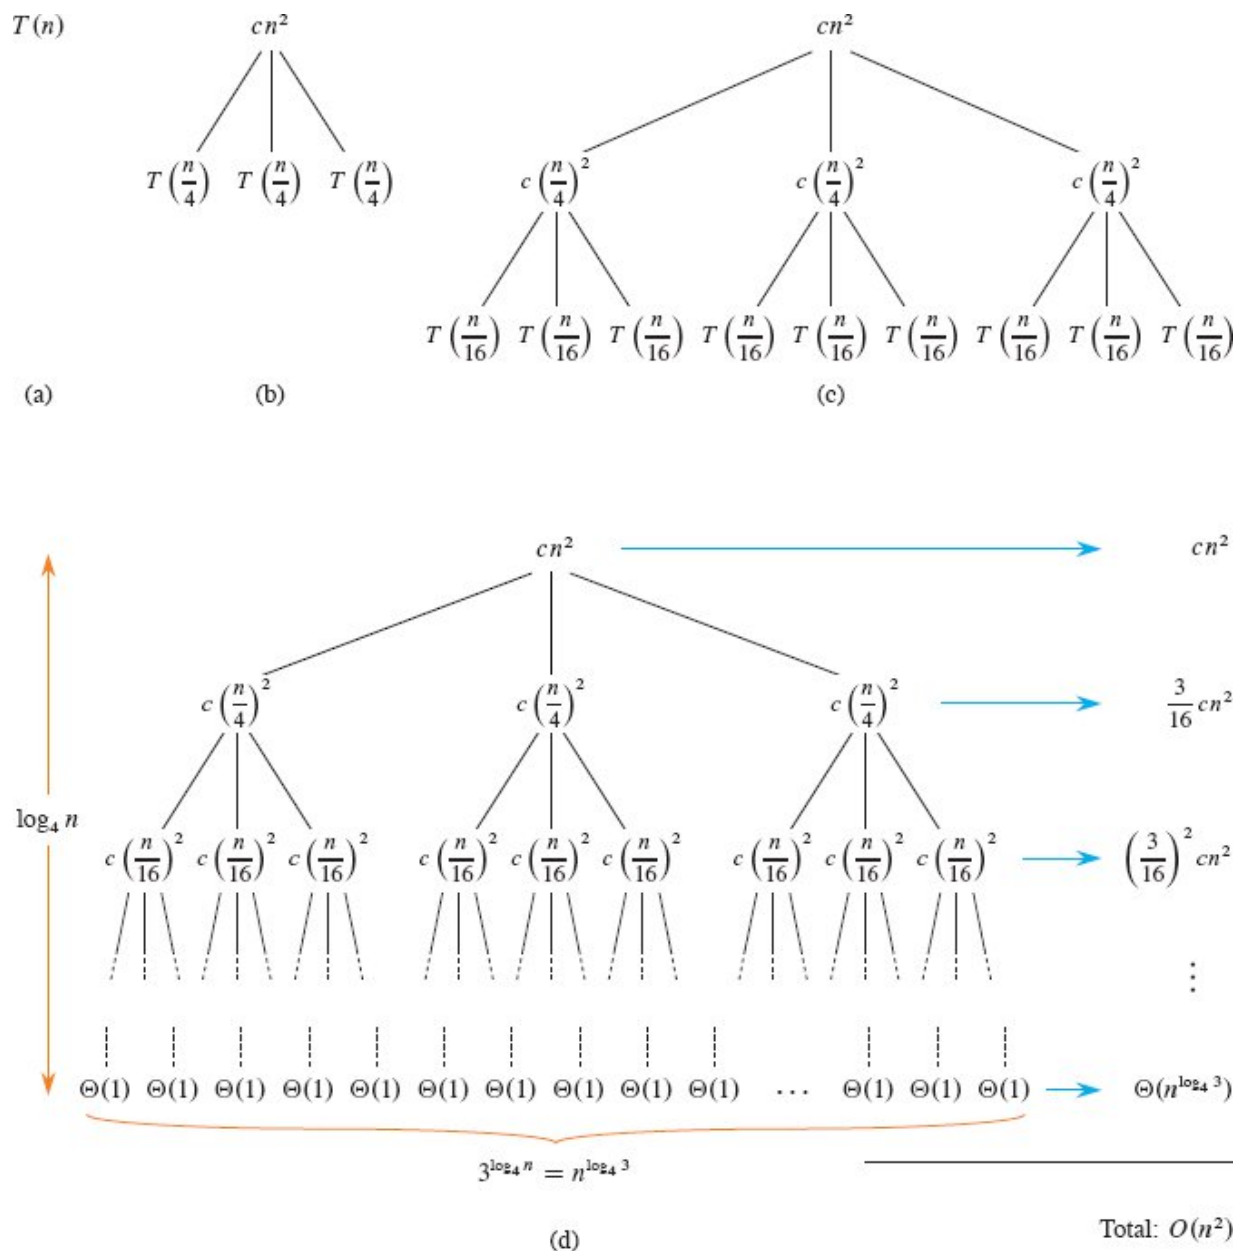 T(n) cn² cn²
T(n/4) T(n/4) T(n/4) c(n/4)² c(n/4)² c(n/4)²
T(n/16) T(n/16) T(n/16) T(n/16) T(n/16) T(n/16) T(n/16) T(n/16) T(n/16)
(a) (b) (c)
cn² cn²
c(n/4)² c(n/4)² c(n/4)² 3/16 cn²
log₄ n
c(n/16)² c(n/16)² c(n/16)² c(n/16)² c(n/16)² c(n/16)² c(n/16)² c(n/16)² c(n/16)² (3/16)² cn²
⋮
Θ(1) Θ(1) Θ(1) Θ(1) Θ(1) Θ(1) Θ(1) Θ(1) Θ(1) Θ(1) … Θ(1) Θ(1) Θ(1) Θ(n^{log₄ 3})
3^{log₄ n} = n^{log₄ 3}
(d)
Total: O(n²)